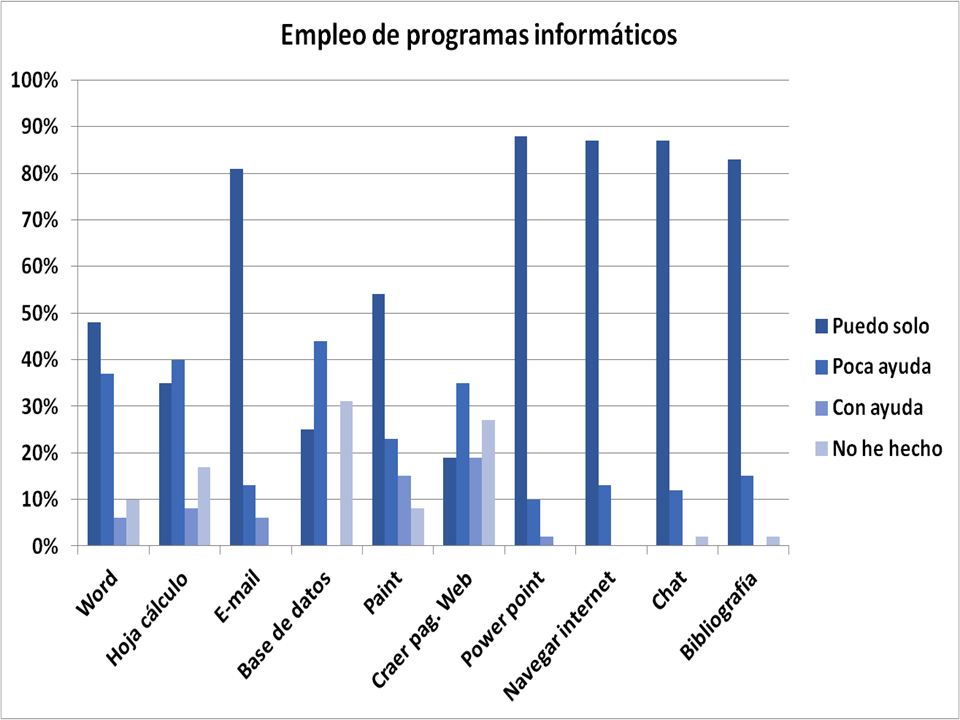 Empleo de programas informáticos
100%
90%
80%
70%
60%
50%
40%
30%
20%
10%
0%
Word
Hoja cálculo
E-mail
Base de datos
Paint
Craer pag. Web
Power point
Navegar internet
Chat
Bibliografía
Puedo solo
Poca ayuda
Con ayuda
No he hecho